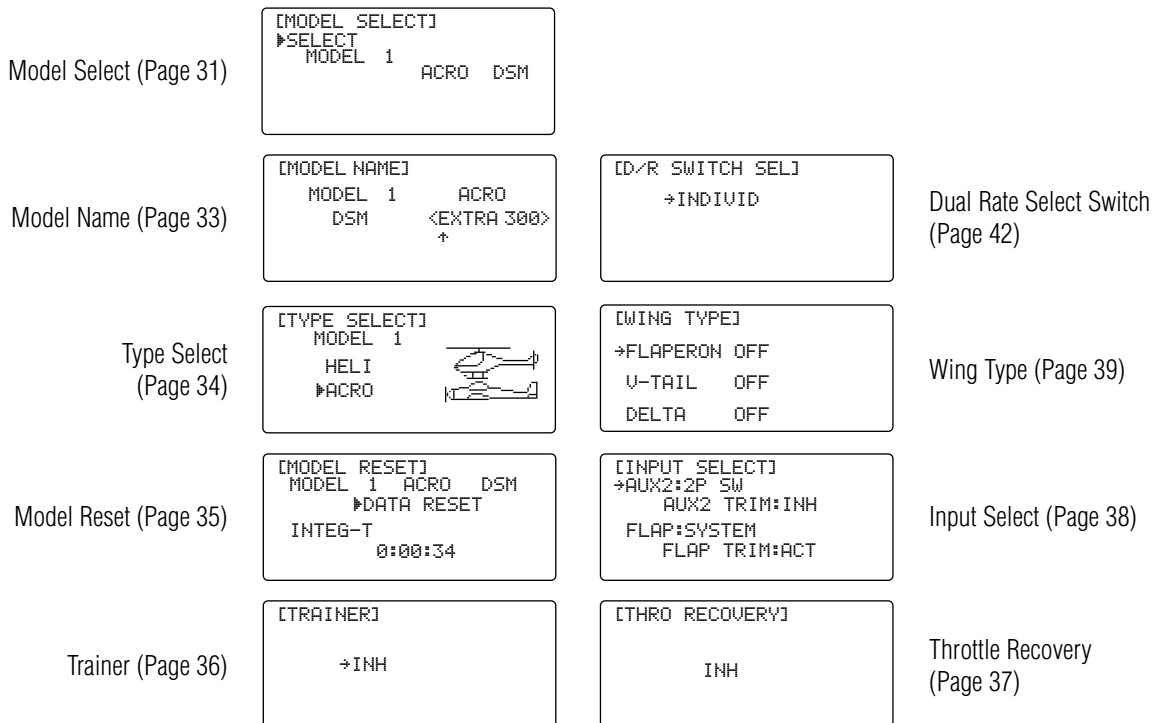 [MODEL SELECT]
SELECT
MODEL 1
ACRO DSM
Model Select (Page 31)
[MODEL NAME]
MODEL 1 ACRO
DSM <EXTRA 300>
↑
Model Name (Page 33)
[D/R SWITCH SEL]
→INDIVID
Dual Rate Select Switch
(Page 42)
[TYPE SELECT]
MODEL 1
HELI
ACRO
Type Select
(Page 34)
[WING TYPE]
→FLAPERON OFF
V-TAIL OFF
DELTA OFF
Wing Type (Page 39)
[MODEL RESET]
MODEL 1 ACRO DSM
DATA RESET
INTEG-T
0:00:34
Model Reset (Page 35)
[INPUT SELECT]
→AUX2:2P SW
AUX2 TRIM:INH
FLAP:SYSTEM
FLAP TRIM:ACT
Input Select (Page 38)
[TRAINER]
→INH
Trainer (Page 36)
[THRO RECOVERY]
INH
Throttle Recovery
(Page 37)